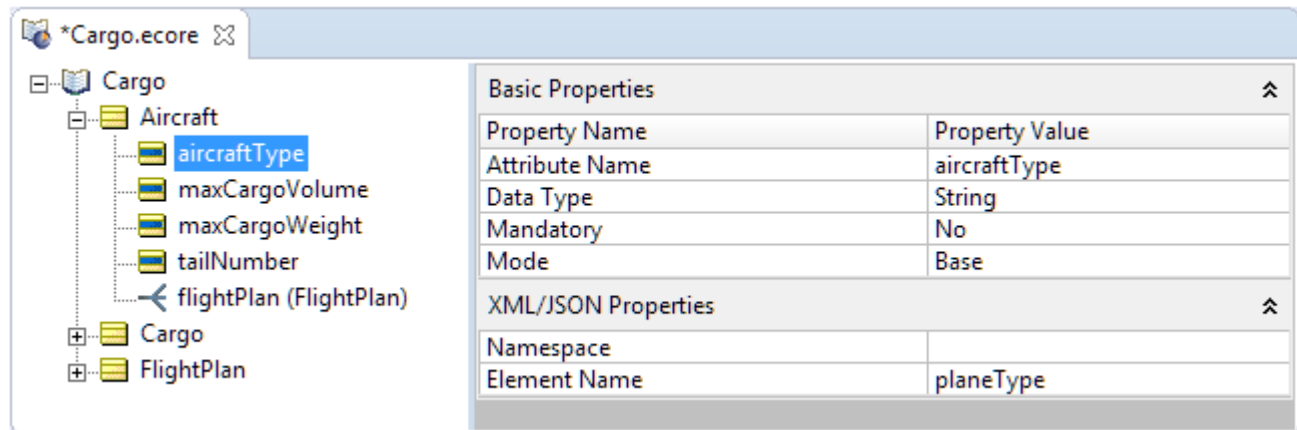 *Cargo.ecore
Cargo
Aircraft
aircraftType
maxCargoVolume
maxCargoWeight
tailNumber
flightPlan (FlightPlan)
Cargo
FlightPlan
Basic Properties
Property Name Property Value
Attribute Name aircraftType
Data Type String
Mandatory No
Mode Base
XML/JSON Properties
Namespace
Element Name planeType